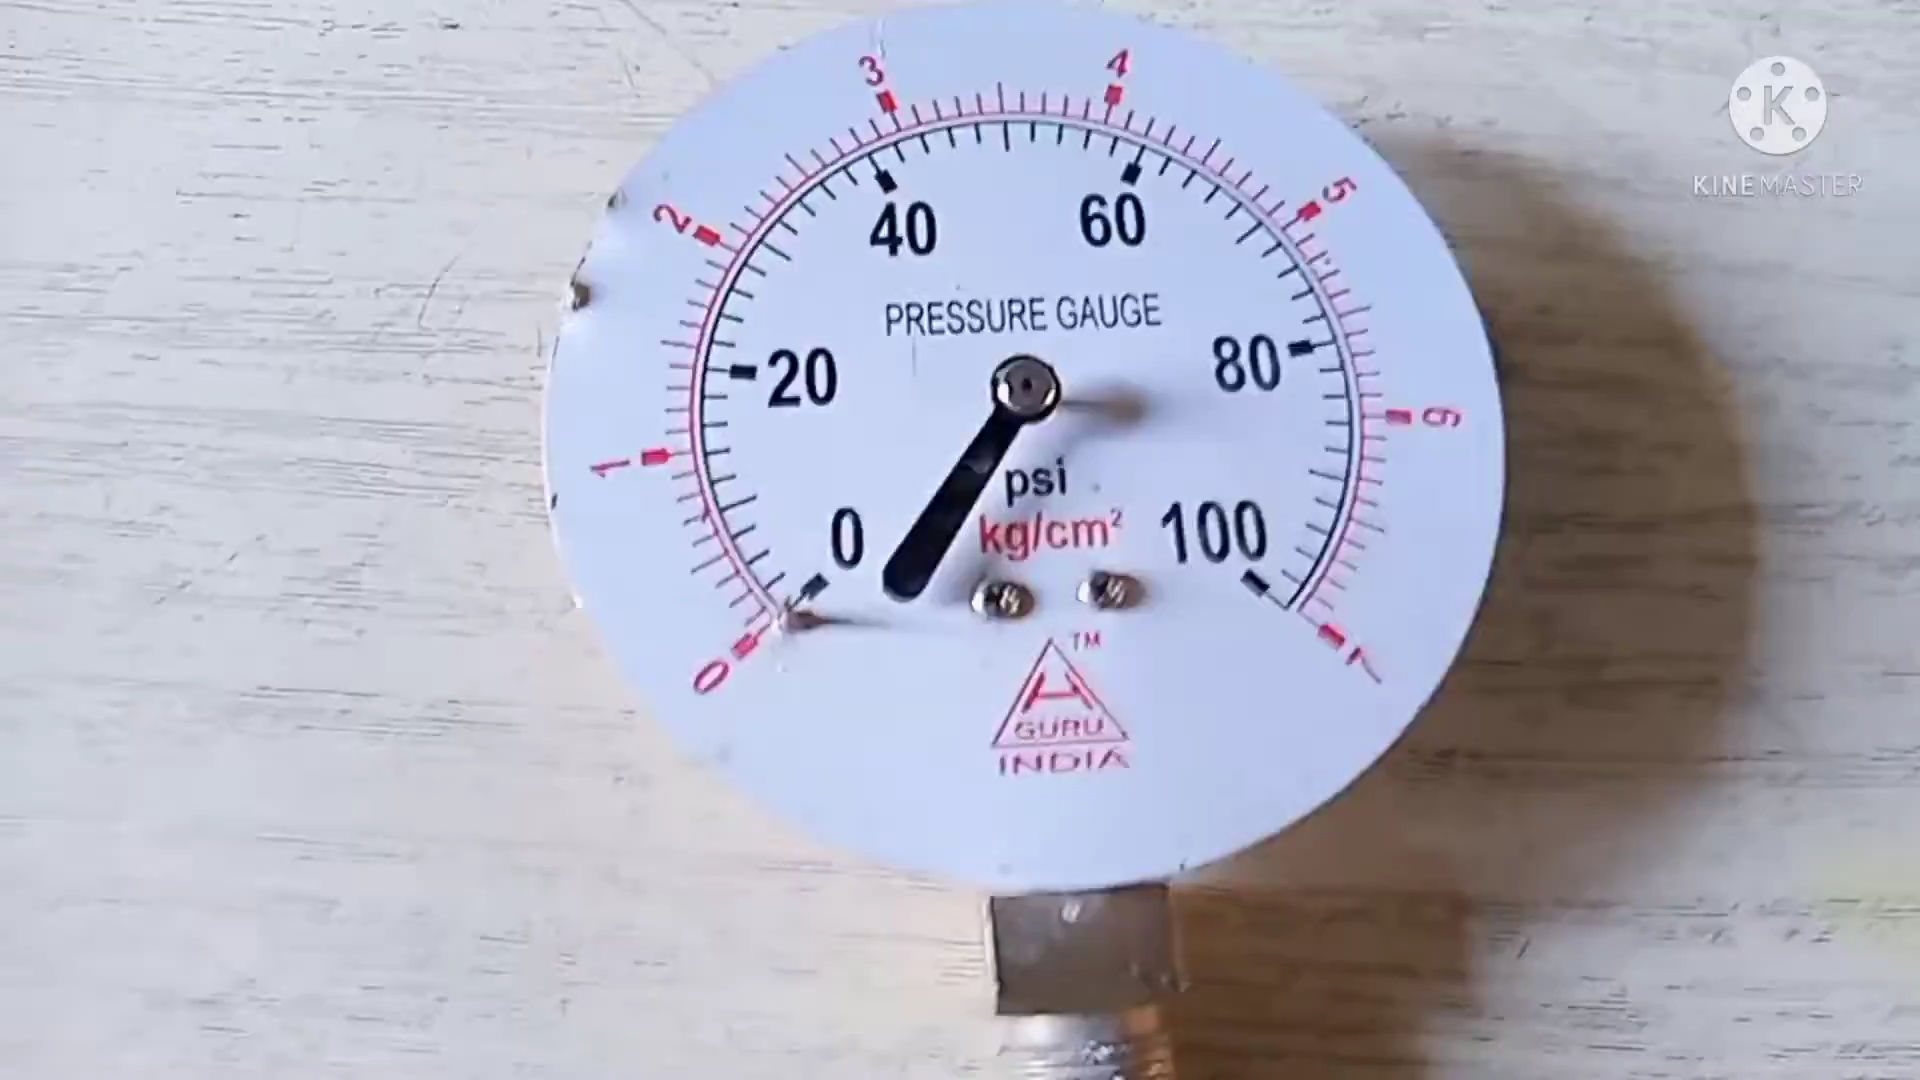 3
4
2
5
40
60
PRESSURE GAUGE
20
80
6
1
psi
0
kg/cm²
100
0
7
TM
GURU
INDIA
K
KINEMASTER